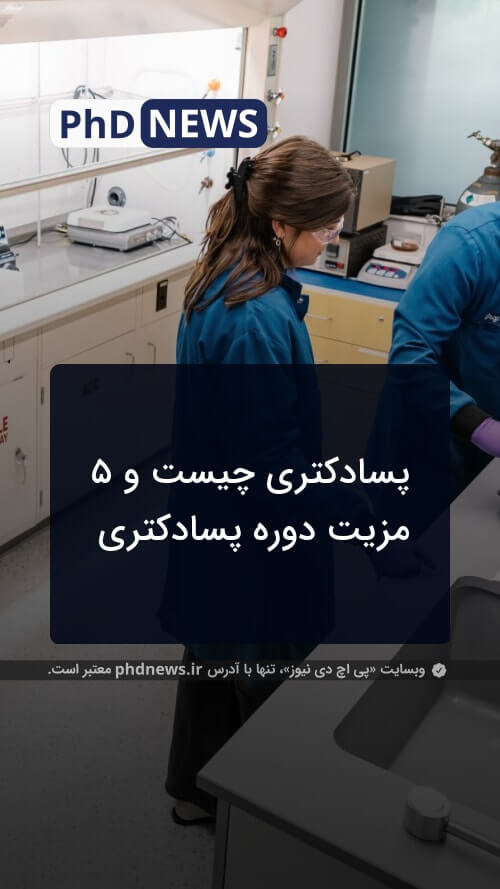 PhD NEWS
پسادکتری چیست و ۵
مزیت دوره پسادکتری
وبسایت «پی اچ دی نیوز»، تنها با آدرس phdnews.ir معتبر است.